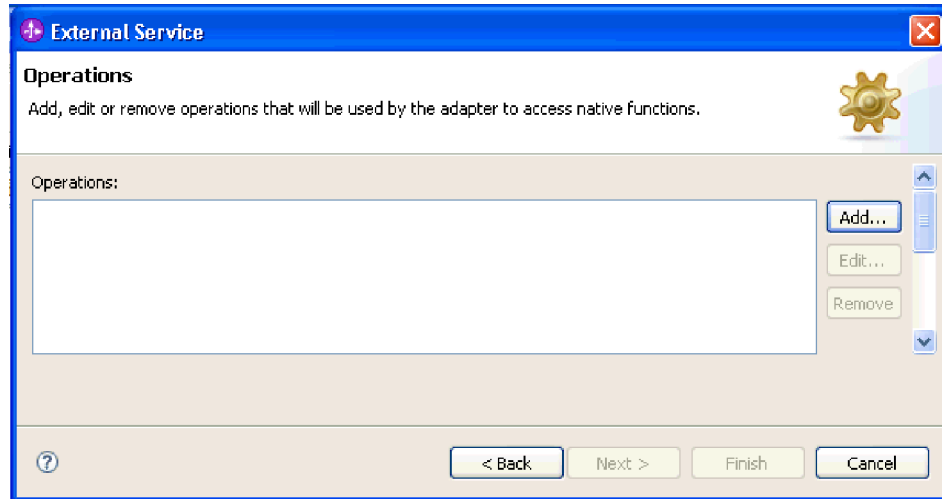 External Service
Operations
Add, edit or remove operations that will be used by the adapter to access native functions.
Operations:
Add...
Edit...
Remove
?
< Back
Next >
Finish
Cancel